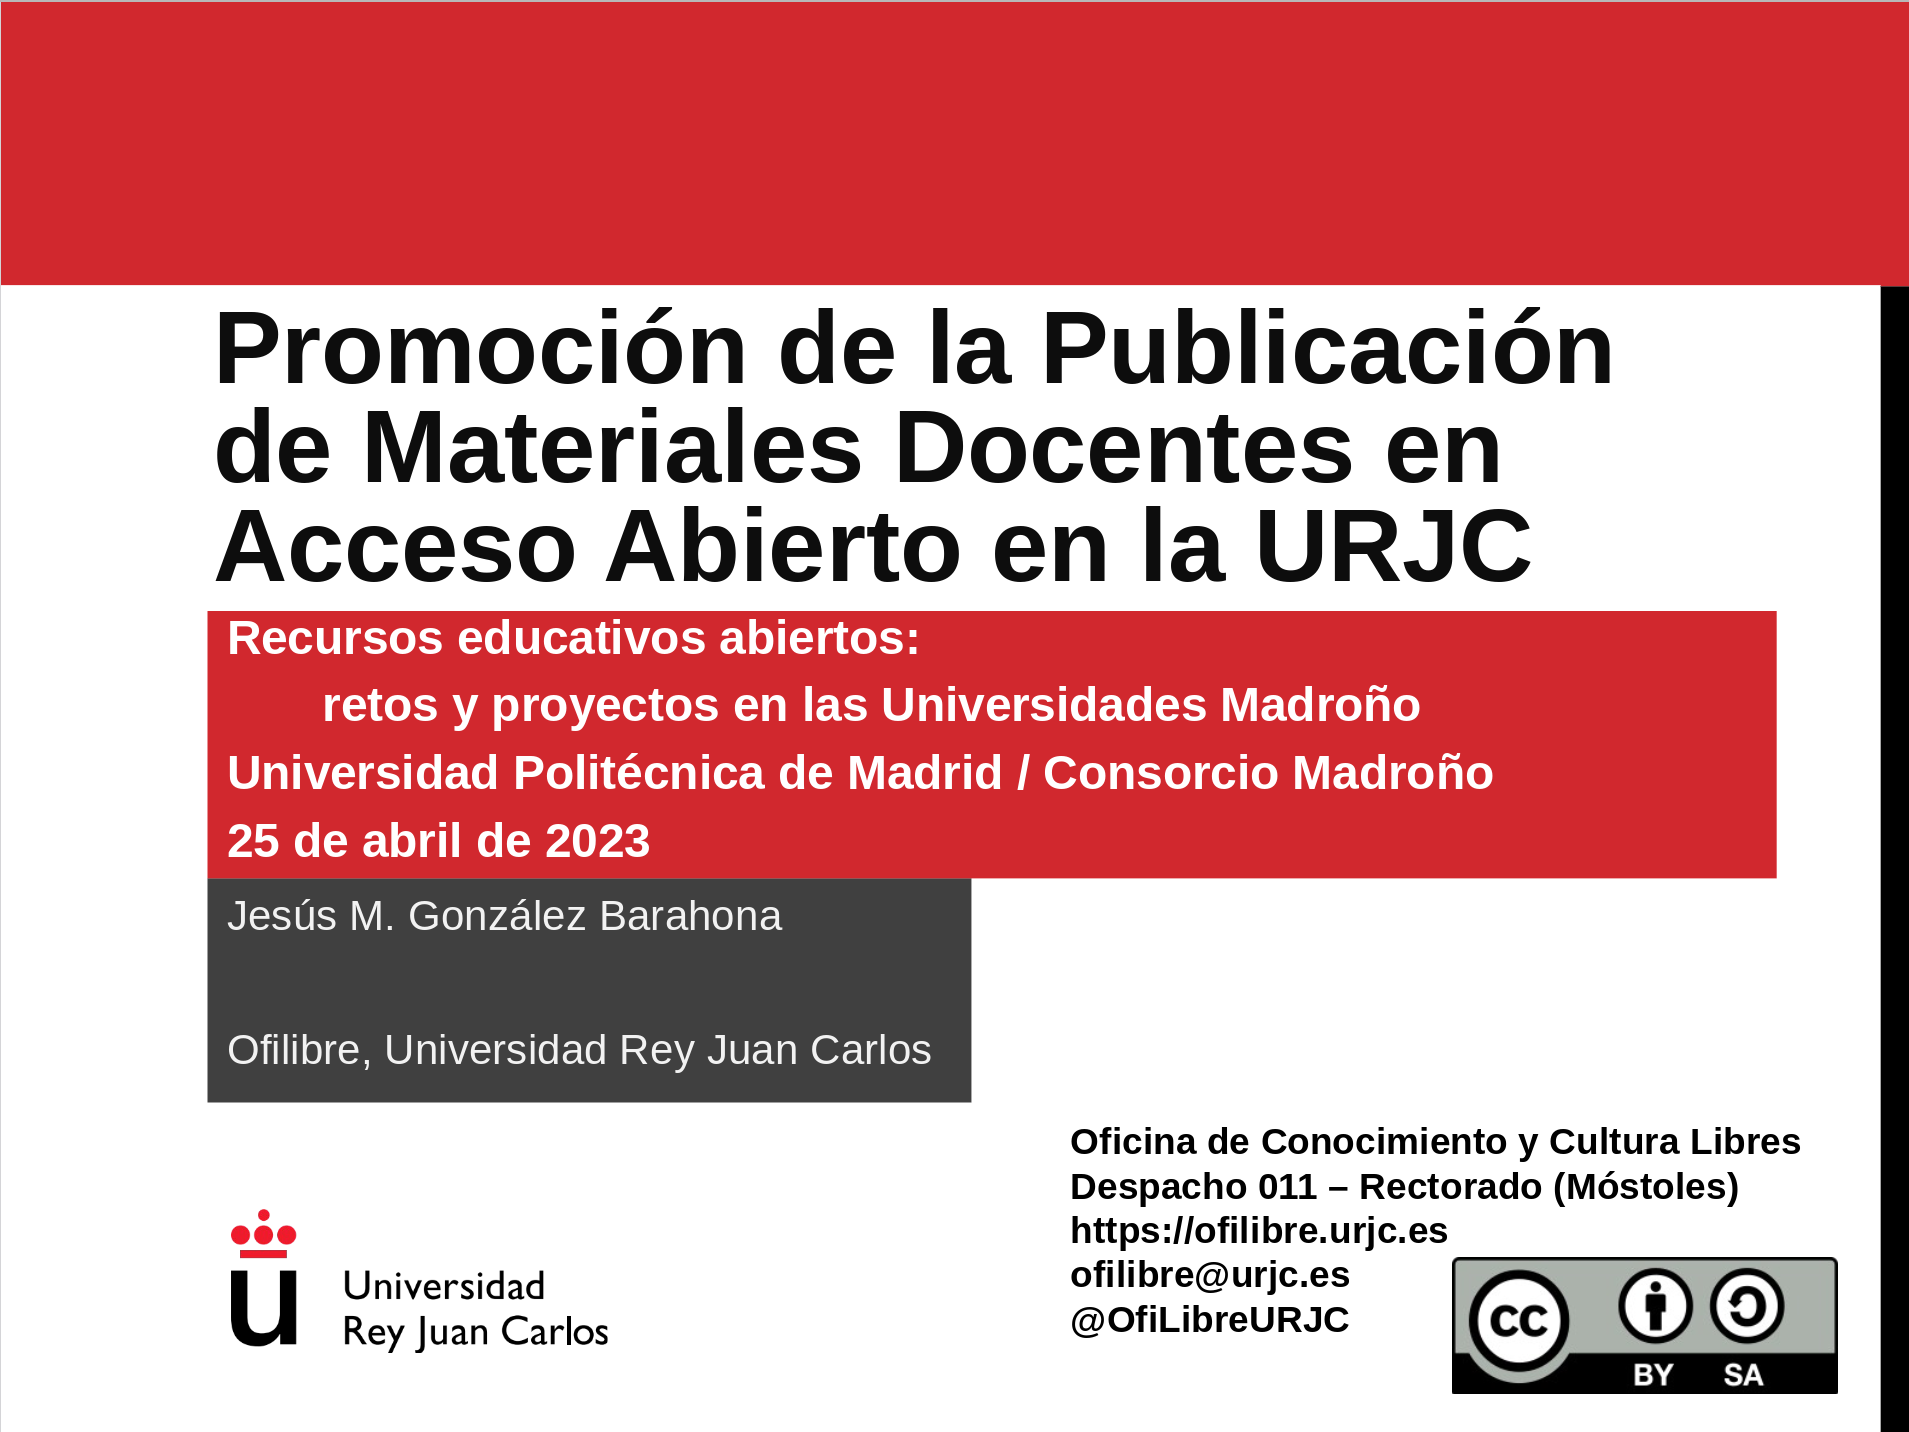 Promoción de la Publicación
de Materiales Docentes en
Acceso Abierto en la URJC
Recursos educativos abiertos:
retos y proyectos en las Universidades Madroño
Universidad Politécnica de Madrid / Consorcio Madroño
25 de abril de 2023
Jesús M. González Barahona
Ofilibre, Universidad Rey Juan Carlos
Oficina de Conocimiento y Cultura Libres
Despacho 011 – Rectorado (Móstoles)
https://ofilibre.urjc.es
ofilibre@urjc.es
@OfiLibreURJC
u
Universidad
Rey Juan Carlos
cc
BY SA